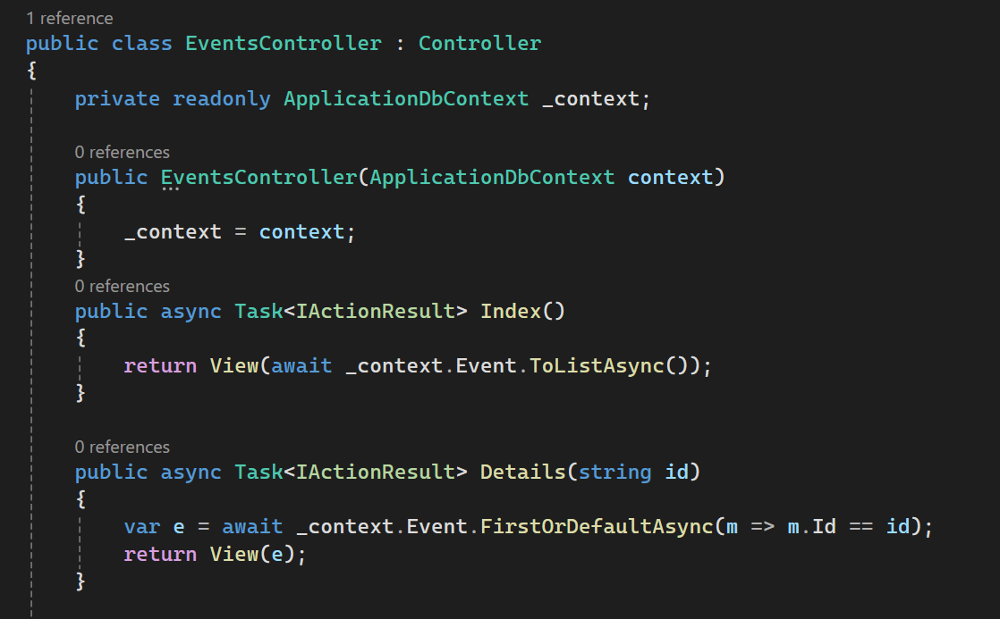 1 reference
public class EventsController : Controller
{
private readonly ApplicationDbContext _context;
0 references
public EventsController(ApplicationDbContext context)
{
_context = context;
}
0 references
public async Task<IActionResult> Index()
{
return View(await _context.Event.ToListAsync());
}
0 references
public async Task<IActionResult> Details(string id)
{
var e = await _context.Event.FirstOrDefaultAsync(m => m.Id == id);
return View(e);
}